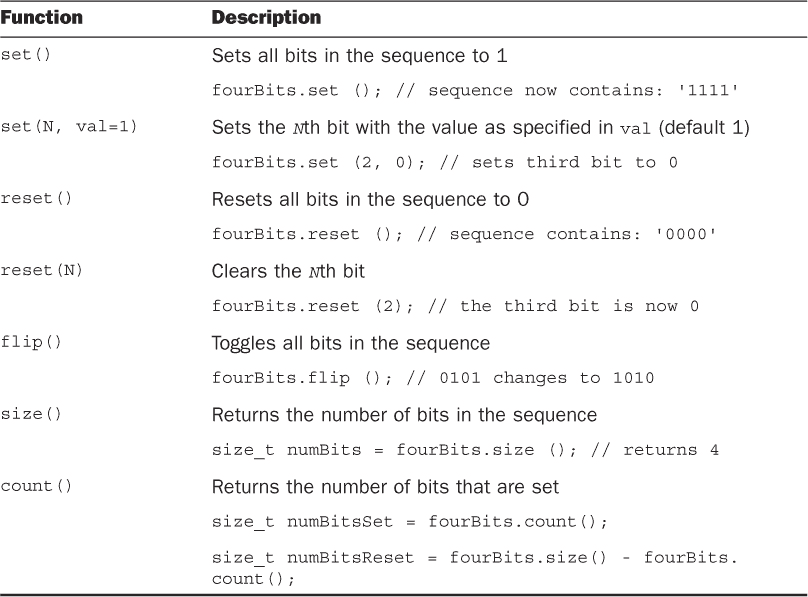 Function Description
set() Sets all bits in the sequence to 1
fourBits.set (); // sequence now contains: '1111'
set(N, val=1) Sets the Nth bit with the value as specified in val (default 1)
fourBits.set (2, 0); // sets third bit to 0
reset() Resets all bits in the sequence to 0
fourBits.reset (); // sequence contains: '0000'
reset(N) Clears the Nth bit
fourBits.reset (2); // the third bit is now 0
flip() Toggles all bits in the sequence
fourBits.flip (); // 0101 changes to 1010
size() Returns the number of bits in the sequence
size_t numBits = fourBits.size (); // returns 4
count() Returns the number of bits that are set
size_t numBitsSet = fourBits.count();
size_t numBitsReset = fourBits.size() - fourBits.
count();